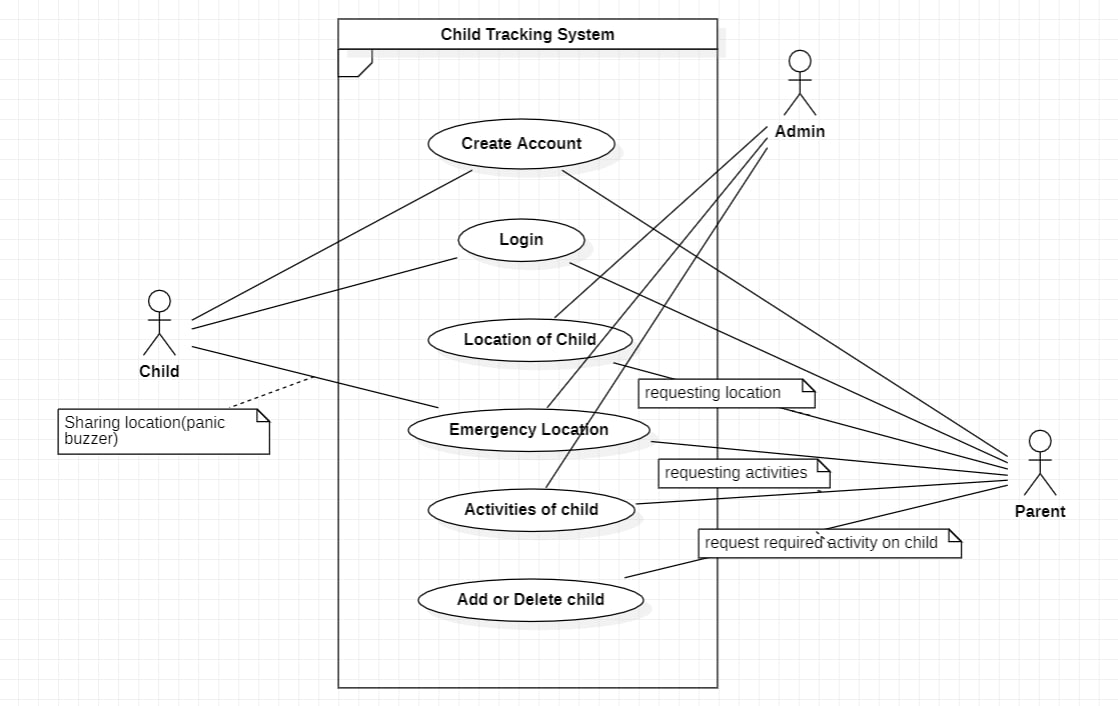 Child Tracking System
Admin
Create Account
Login
Location of Child
Child
requesting location
Sharing location(panic
buzzer)
Emergency Location
requesting activities
Activities of child
Parent
request required activity on child
Add or Delete child